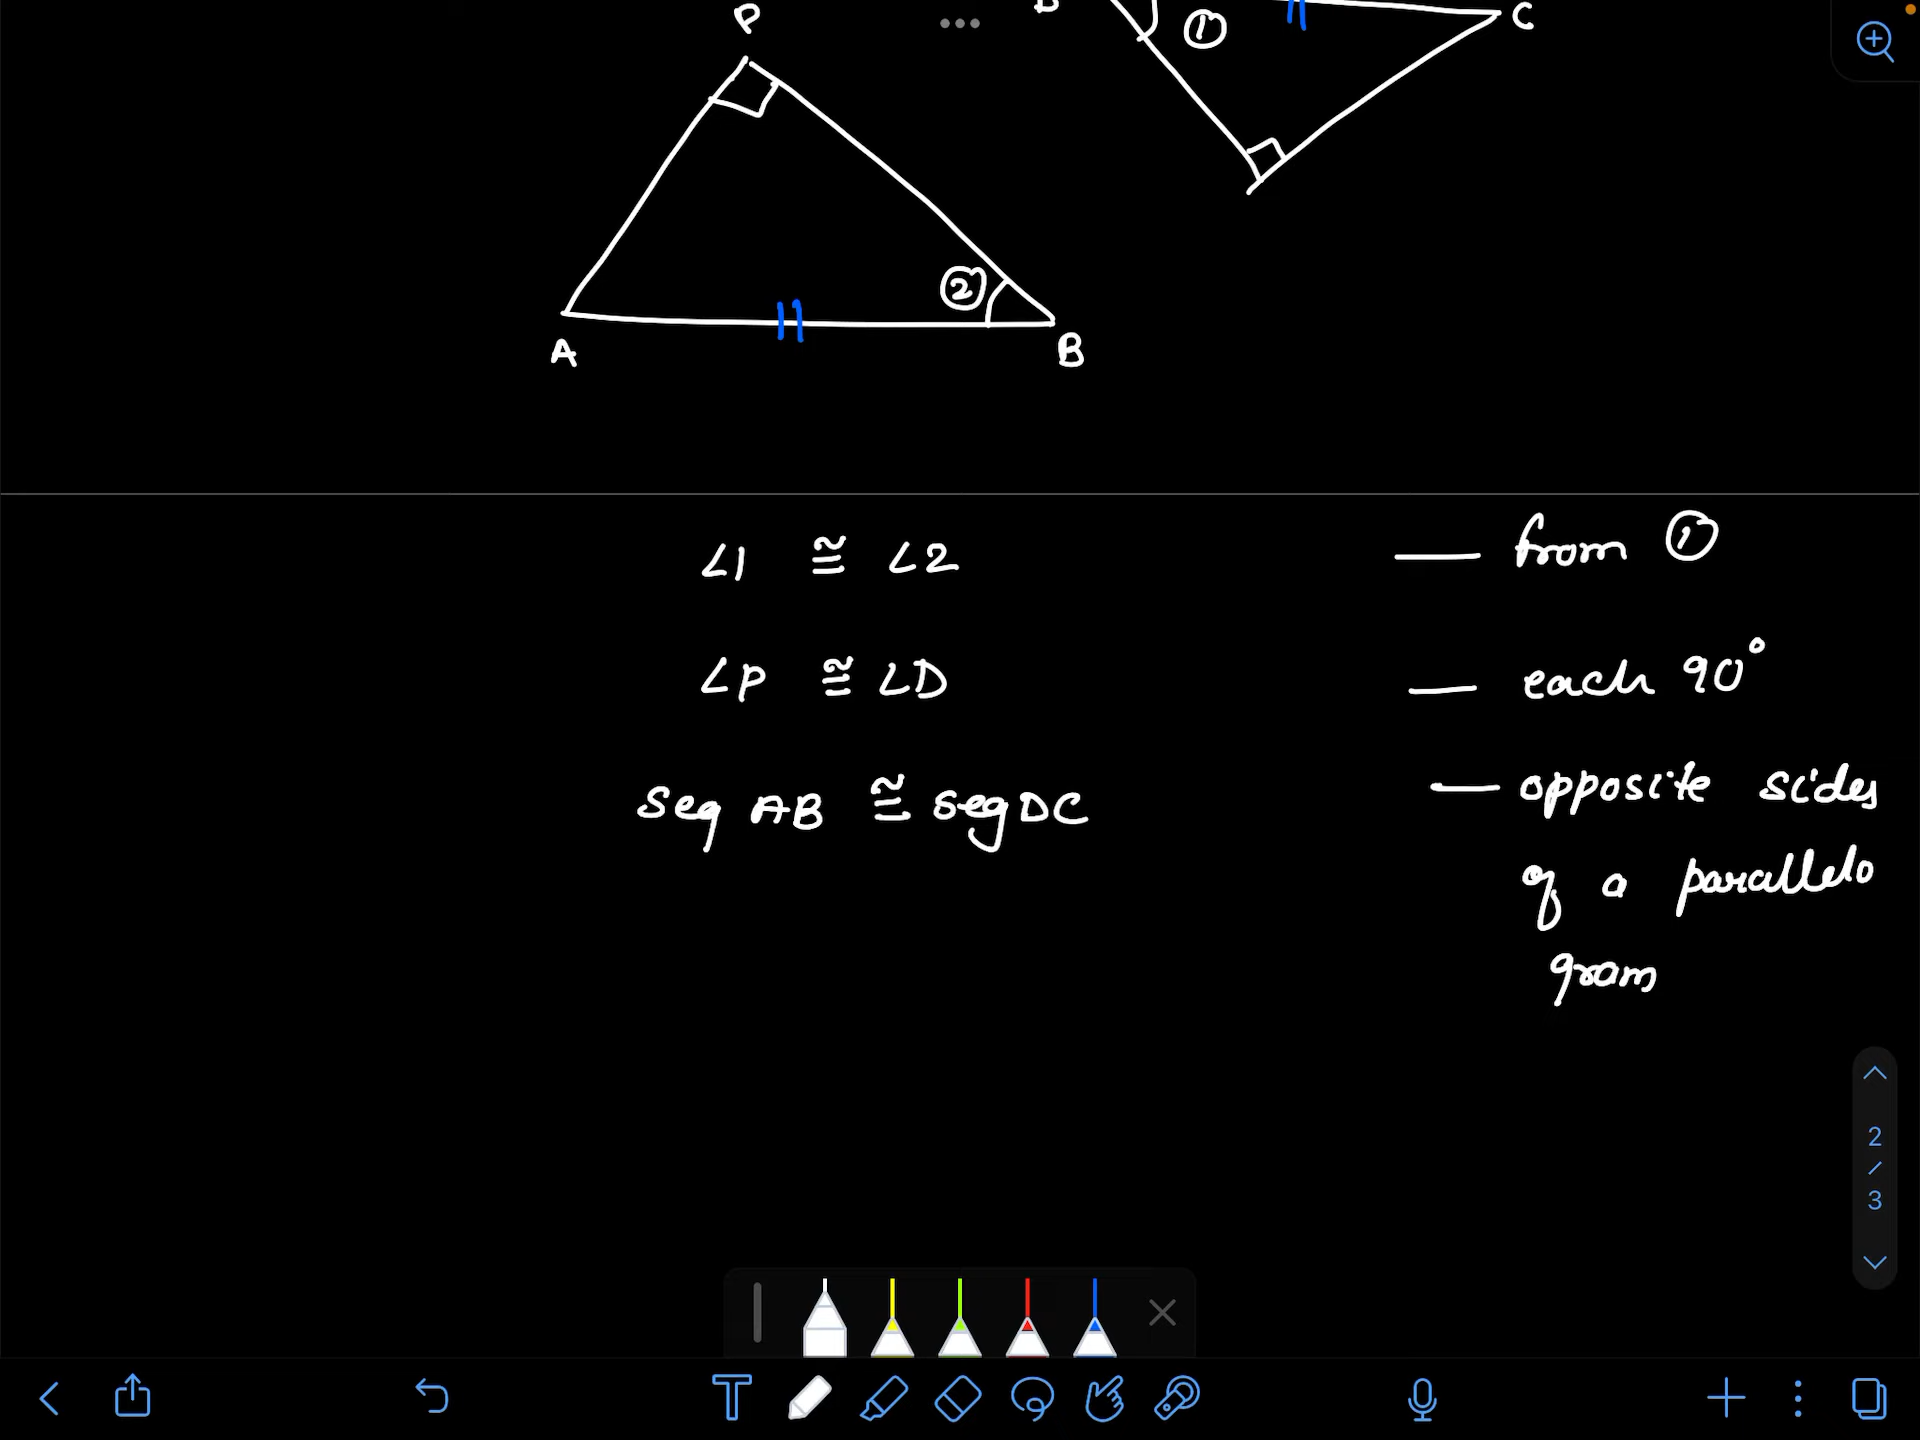 P
C
①
②
A
B
∠1 ≅ ∠2 — from ①
∠P ≅ ∠D — each 90°
seg AB ≅ seg DC — opposite sides
of a parallelo
gram
2
/
3
T